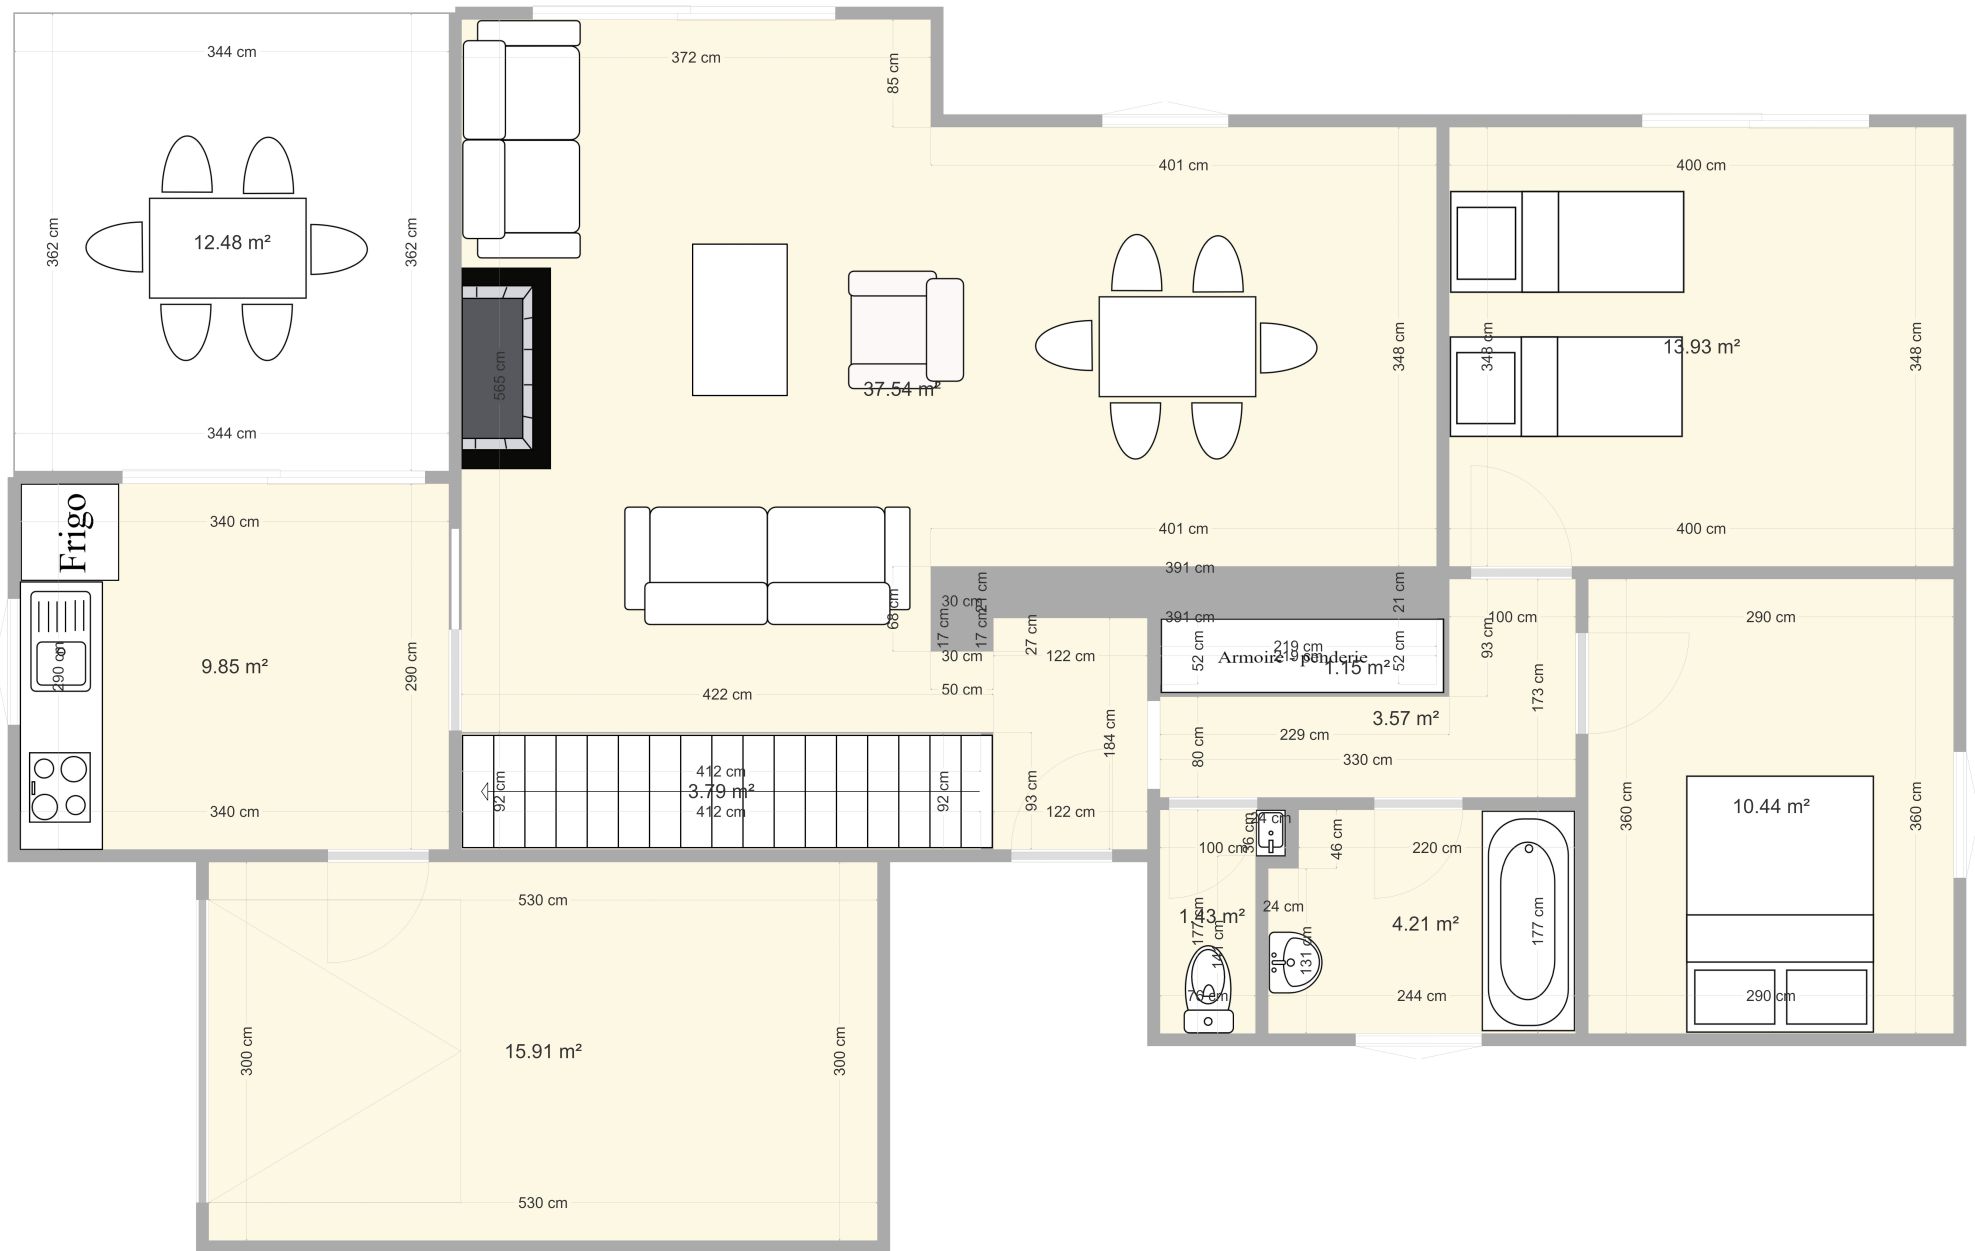 344 cm
372 cm
85 cm
401 cm
400 cm
362 cm
12.48 m²
362 cm
348 cm
348 cm
13.93 m²
348 cm
565 cm
37.54 m²
344 cm
340 cm
Frigo
401 cm
400 cm
391 cm
30 cm
21 cm
21 cm
68 cm
17 cm
17 cm
27 cm
391 cm
100 cm
93 cm
290 cm
30 cm
122 cm
52 cm
219 cm
219 cm
Armoire - penderie
1.15 m²
52 cm
290 cm
9.85 m²
290 cm
422 cm
50 cm
173 cm
184 cm
3.57 m²
229 cm
80 cm
330 cm
412 cm
92 cm
3.79 m²
92 cm
93 cm
412 cm
340 cm
122 cm
360 cm
10.44 m²
360 cm
24 cm
36 cm
100 cm
46 cm
220 cm
530 cm
24 cm
1.43 m²
177 cm
141 cm
131 cm
4.21 m²
177 cm
76 cm
244 cm
290 cm
300 cm
15.91 m²
300 cm
530 cm